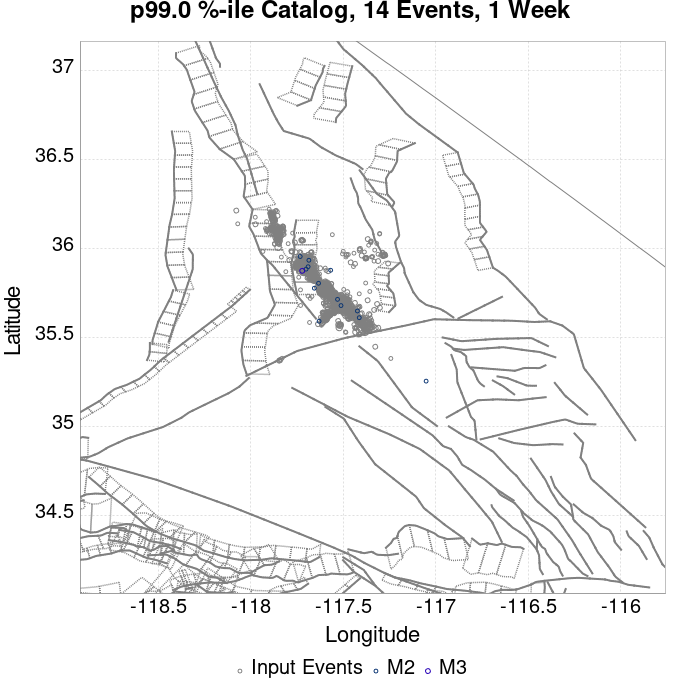 p99.0 %-ile Catalog, 14 Events, 1 Week
37
36.5
36
35.5
35
34.5
Latitude
-118.5 -118 -117.5 -117 -116.5 -116
Longitude
Input Events M2 M3